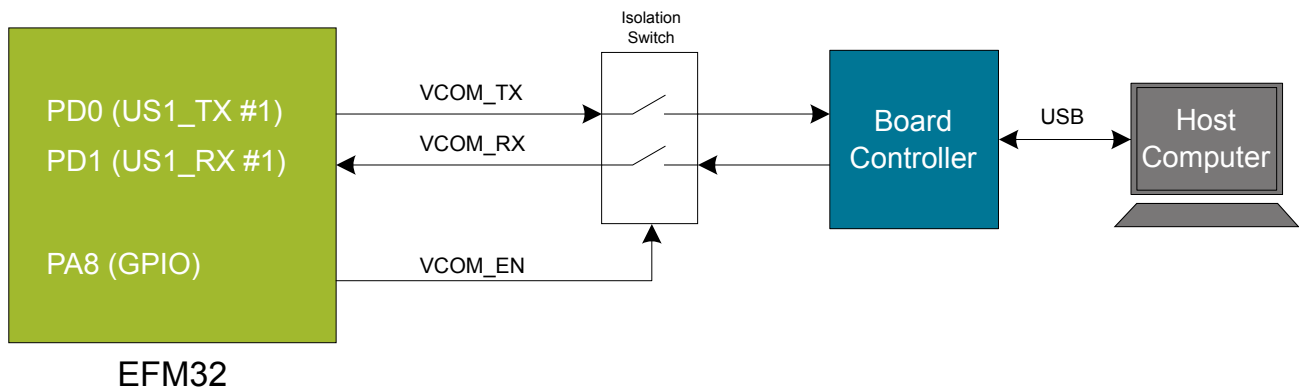 Isolation
Switch
PD0 (US1_TX #1)
VCOM_TX
PD1 (US1_RX #1)
VCOM_RX
Board
Controller
USB
Host
Computer
PA8 (GPIO)
VCOM_EN
EFM32